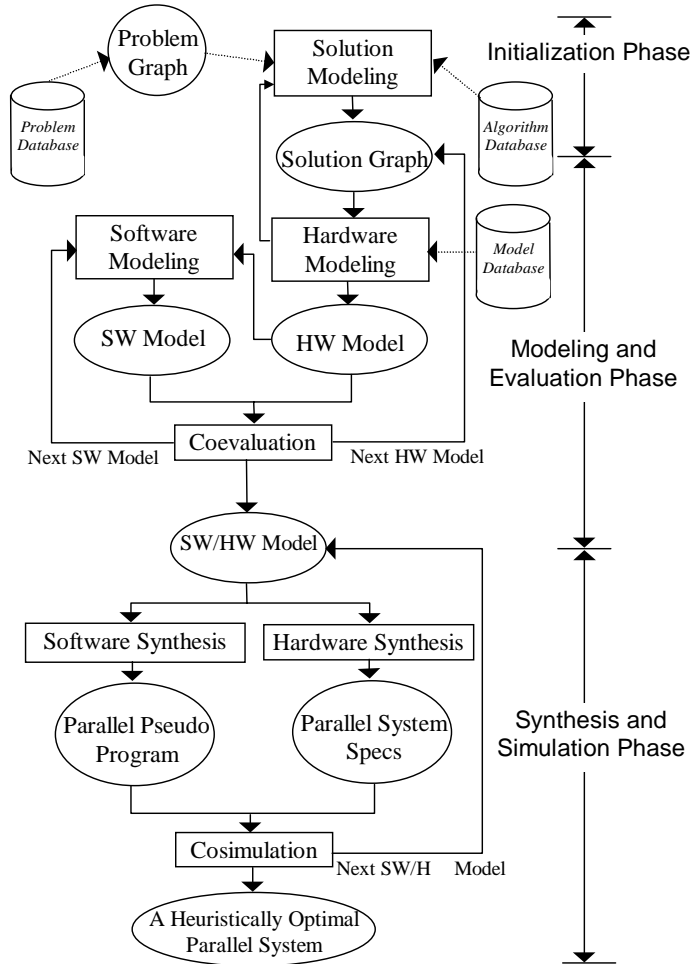 Problem
Graph
Solution
Modeling
Initialization Phase
Problem
Database
Algorithm
Database
Solution Graph
Software
Modeling
Hardware
Modeling
Model
Database
SW Model
HW Model
Modeling and
Evaluation Phase
Coevaluation
Next SW Model
Next HW Model
SW/HW Model
Software Synthesis
Hardware Synthesis
Parallel Pseudo
Program
Parallel System
Specs
Synthesis and
Simulation Phase
Cosimulation
Next SW/H Model
A Heuristically Optimal
Parallel System